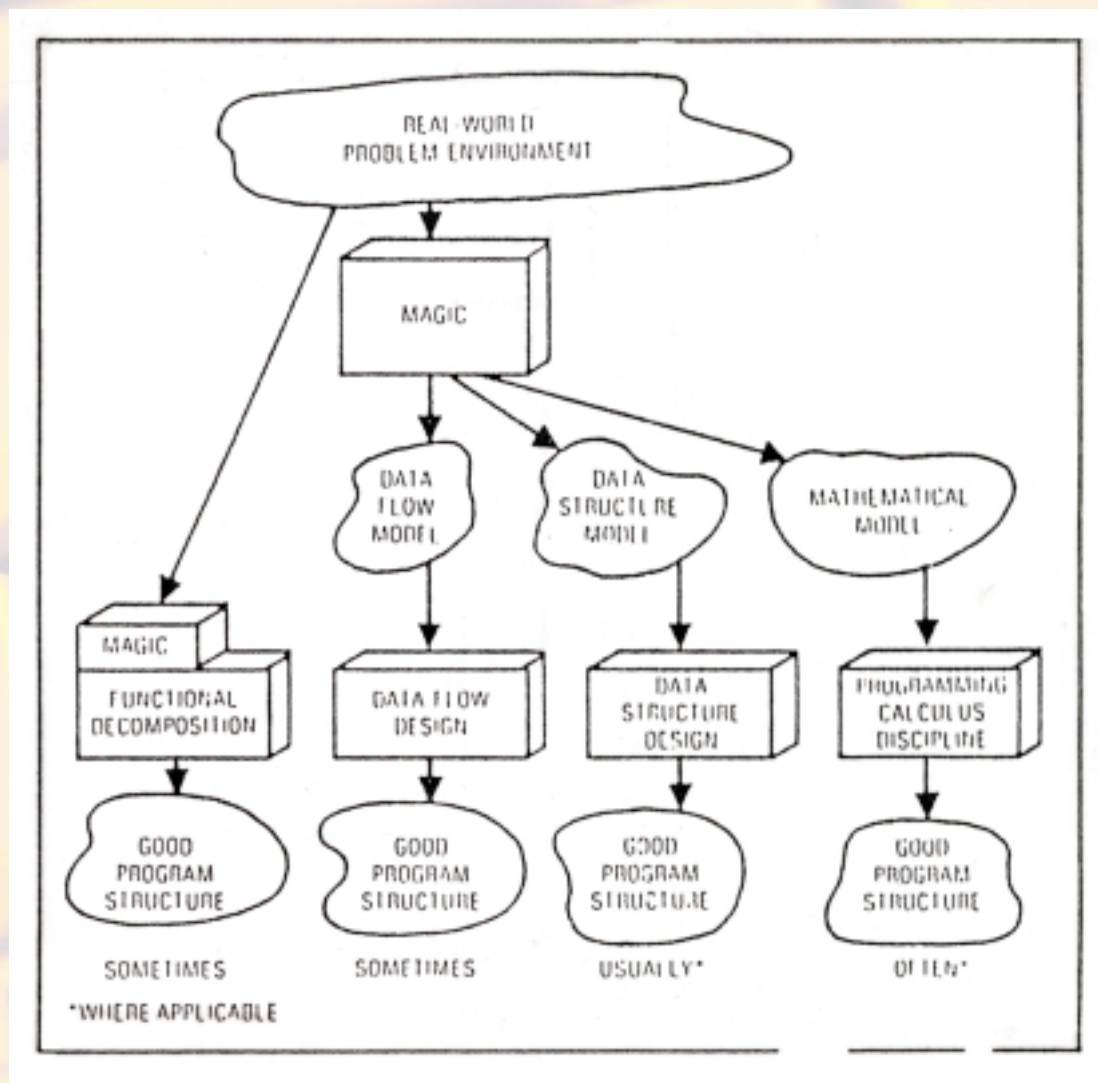 REAL-WORLD
PROBLEM ENVIRONMENT
MAGIC
DATA
FLOW
MODEL
DATA
STRUCTURE
MODEL
MATHEMATICAL
MODEL
MAGIC
FUNCTIONAL
DECOMPOSITION
DATA FLOW
DESIGN
DATA
STRUCTURE
DESIGN
PROGRAMMING
CALCULUS
DISCIPLINE
GOOD
PROGRAM
STRUCTURE
GOOD
PROGRAM
STRUCTURE
GOOD
PROGRAM
STRUCTURE
GOOD
PROGRAM
STRUCTURE
SOMETIMES
SOMETIMES
USUALLY*
OFTEN*
*WHERE APPLICABLE